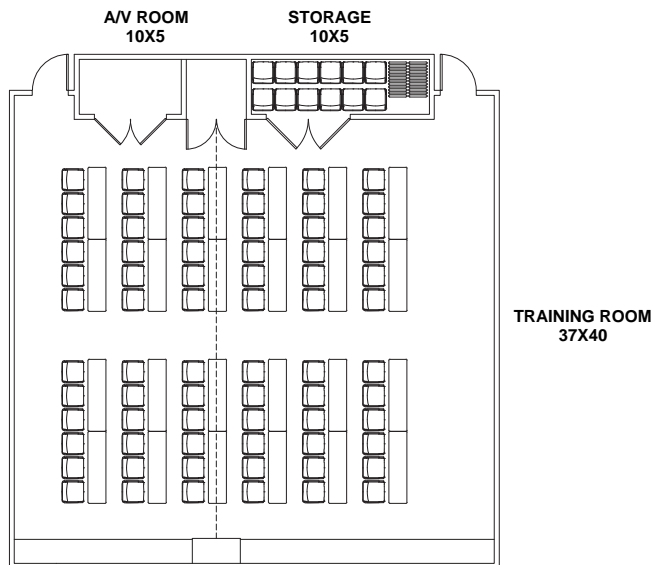 A/V ROOM
10X5
STORAGE
10X5
TRAINING ROOM
37X40